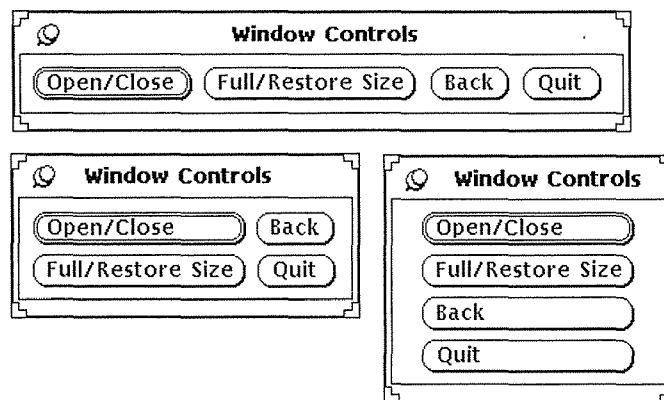 Window Controls
Open/Close Full/Restore Size Back Quit
Window Controls
Open/Close Back
Full/Restore Size Quit
Window Controls
Open/Close
Full/Restore Size
Back
Quit